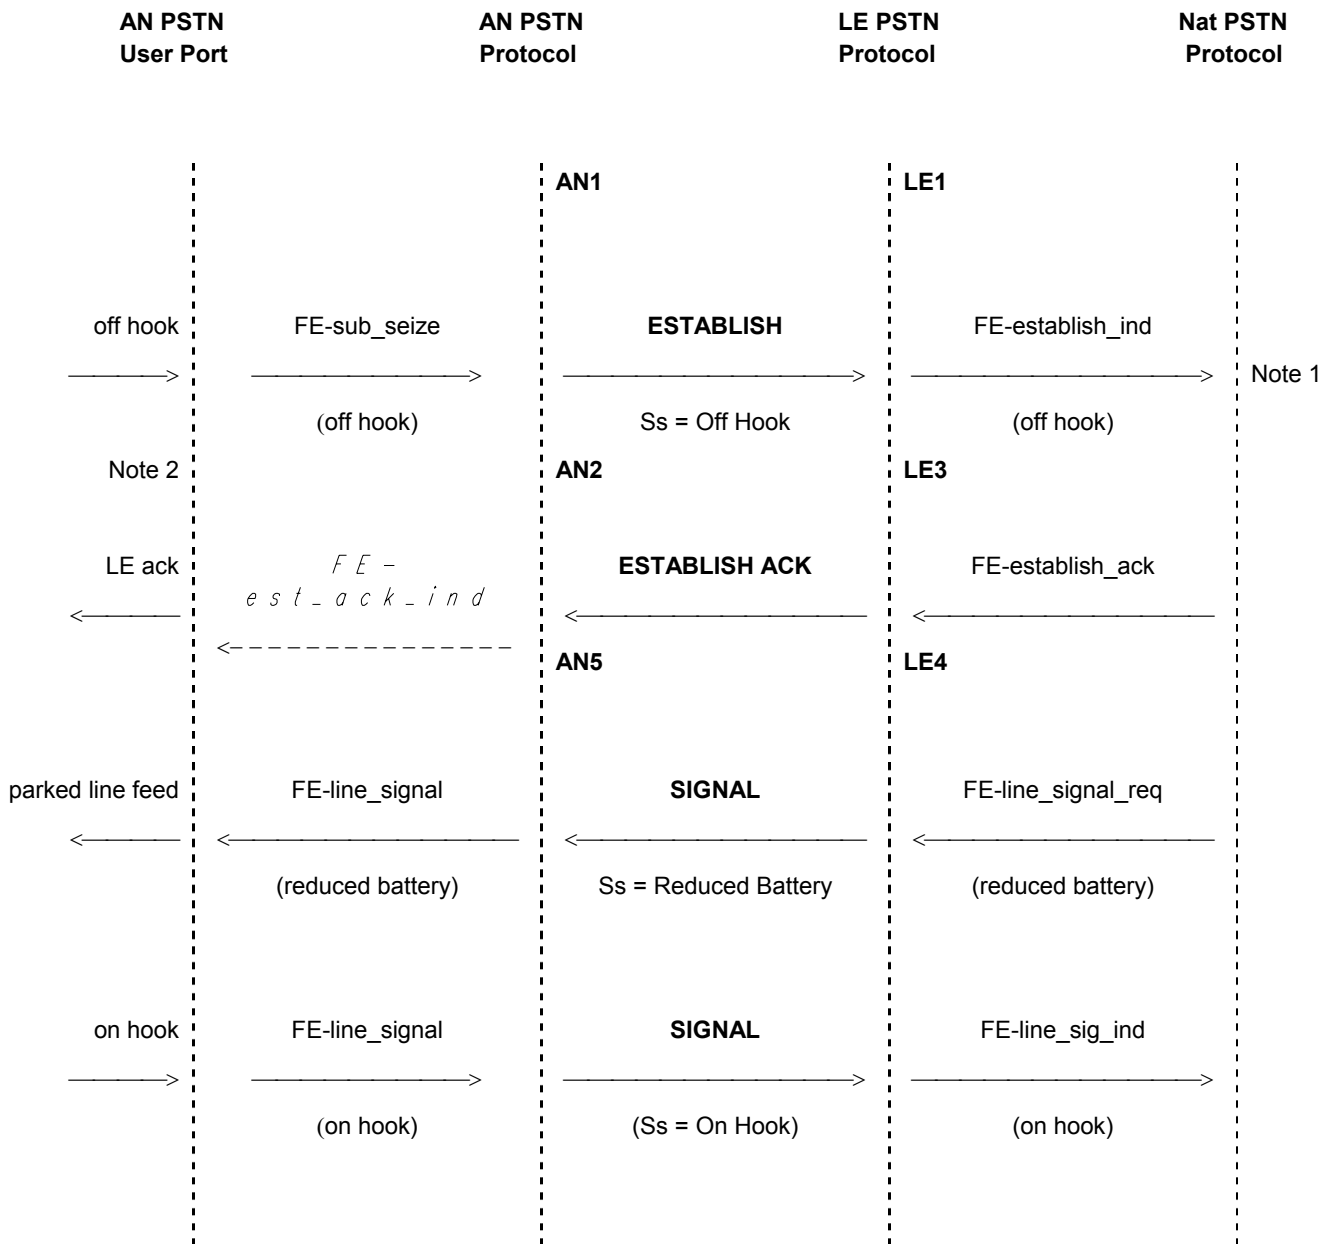 AN PSTN AN PSTN LE PSTN Nat PSTN
User Port Protocol Protocol Protocol
AN1 LE1
off hook FE-sub_seize ESTABLISH FE-establish_ind
Note 1
(off hook) Ss = Off Hook (off hook)
Note 2 AN2 LE3
LE ack FE- ESTABLISH ACK FE-establish_ack
est_ack_ind
AN5 LE4
parked line feed FE-line_signal SIGNAL FE-line_signal_req
(reduced battery) Ss = Reduced Battery (reduced battery)
on hook FE-line_signal SIGNAL FE-line_sig_ind
(on hook) (Ss = On Hook) (on hook)